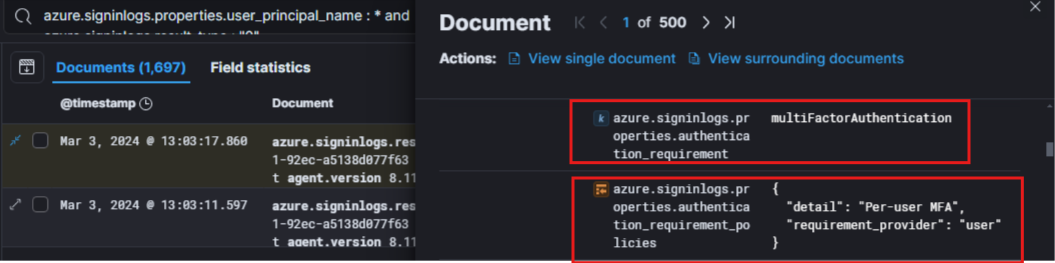 azure.signinlogs.properties.user_principal_name : * and
Documents (1,697) Field statistics
@timestamp Document
Mar 3, 2024 @ 13:03:17.860 azure.signinlogs.res
1-92ec-a5138d077f63
t agent.version 8.11
Mar 3, 2024 @ 13:03:11.597 azure.signinlogs.res
1-92ec-a5138d077f63
t agent.version 8.11
Document 1 of 500
Actions: View single document View surrounding documents
k azure.signinlogs.pr multiFactorAuthentication
operties.authentica
tion_requirement
azure.signinlogs.pr {
operties.authentica "detail": "Per-user MFA",
tion_requirement_po "requirement_provider": "user"
licies }